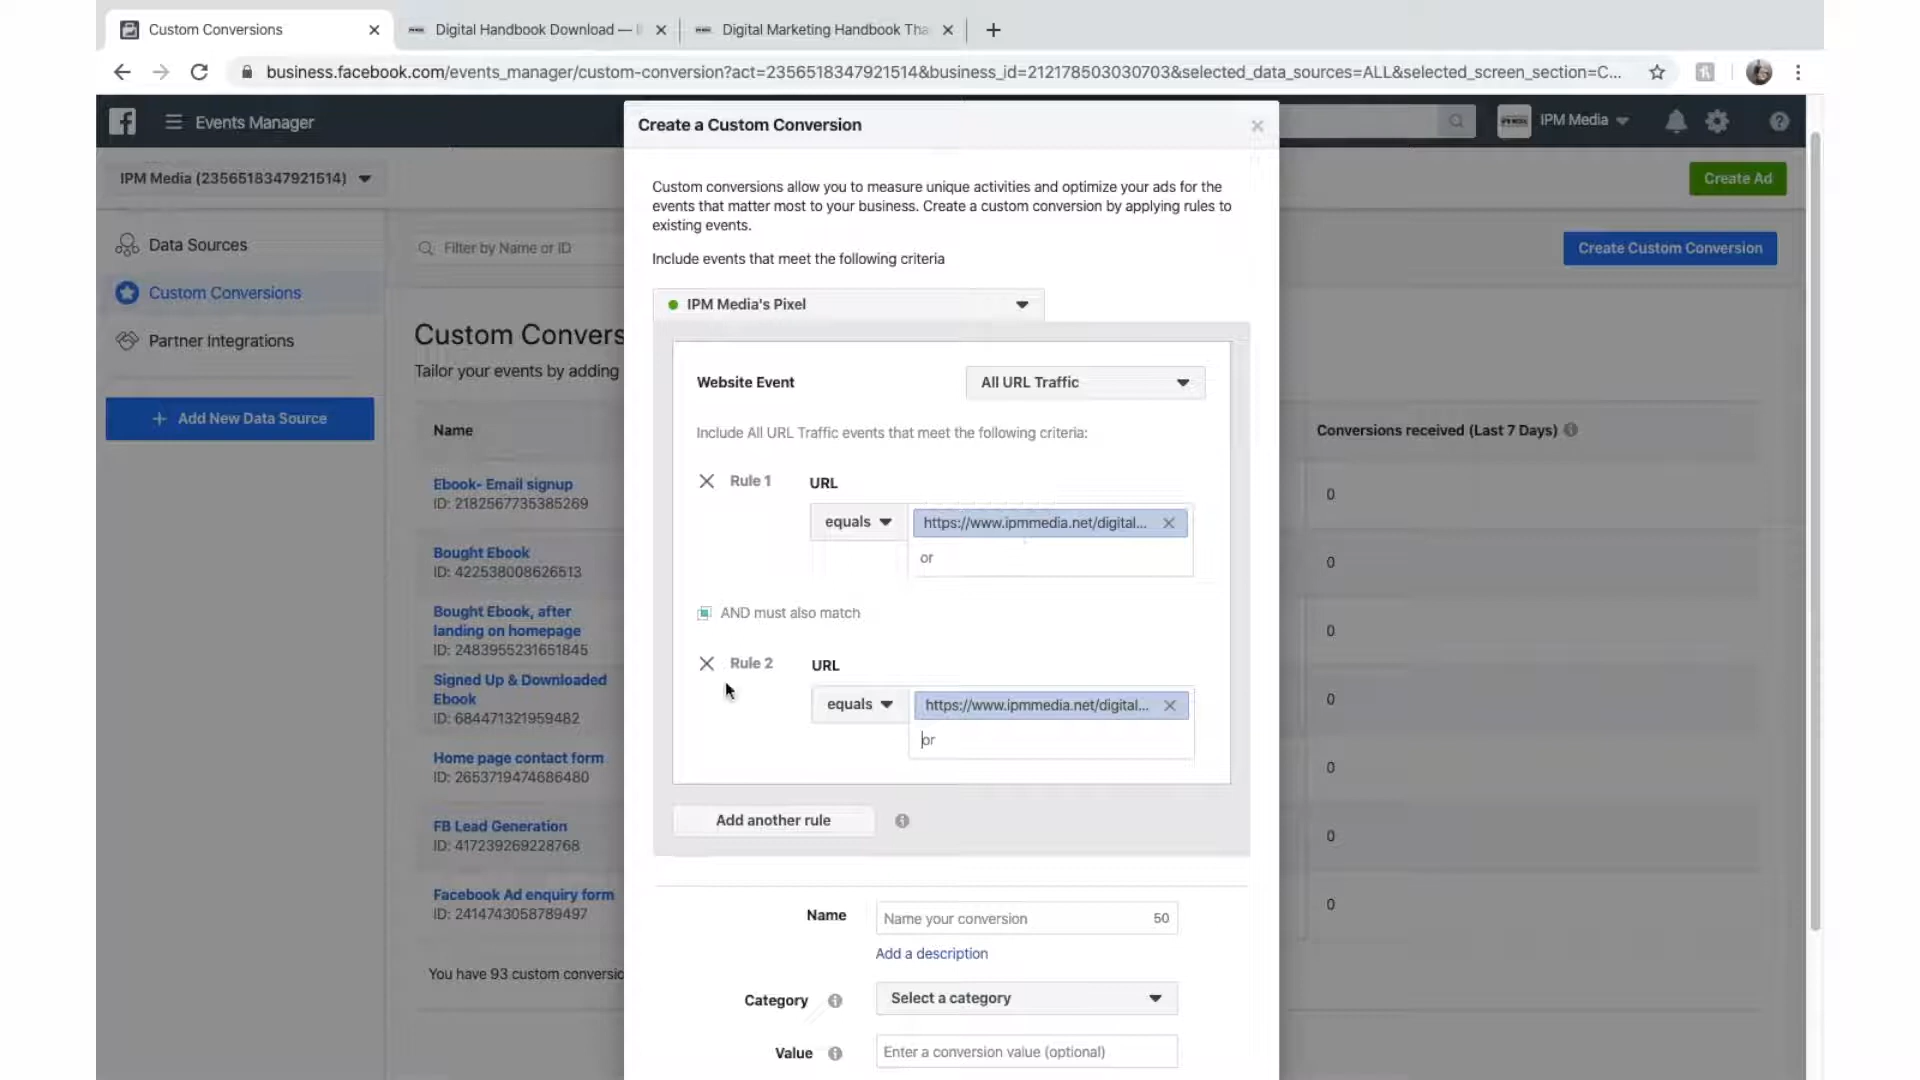 Custom Conversions
Digital Handbook Download —
Digital Marketing Handbook Tha
business.facebook.com/events_manager/custom-conversion?act=2356518347921514&business_id=212178503030703&selected_data_sources=ALL&selected_screen_section=C...
Events Manager
IPM Media
IPM Media (2356518347921514)
Create Ad
Data Sources
Custom Conversions
Partner Integrations
+ Add New Data Source
Filter by Name or ID
Create Custom Conversion
Custom Convers
Tailor your events by adding
Name
Conversions received (Last 7 Days)
Ebook- Email signup
ID: 2182567735385269
0
Bought Ebook
ID: 422538008626513
0
Bought Ebook, after
landing on homepage
ID: 2483955231651845
0
Signed Up & Downloaded
Ebook
ID: 684471321959482
0
Home page contact form
ID: 2653719474686480
0
FB Lead Generation
ID: 417239269228768
0
Facebook Ad enquiry form
ID: 2414743058789497
0
You have 93 custom conversio
Create a Custom Conversion
Custom conversions allow you to measure unique activities and optimize your ads for the
events that matter most to your business. Create a custom conversion by applying rules to
existing events.
Include events that meet the following criteria
IPM Media's Pixel
Website Event
All URL Traffic
Include All URL Traffic events that meet the following criteria:
Rule 1
URL
equals
https://www.ipmmedia.net/digital...
or
AND must also match
Rule 2
URL
equals
https://www.ipmmedia.net/digital...
or
Add another rule
Name
Name your conversion
50
Add a description
Category
Select a category
Value
Enter a conversion value (optional)